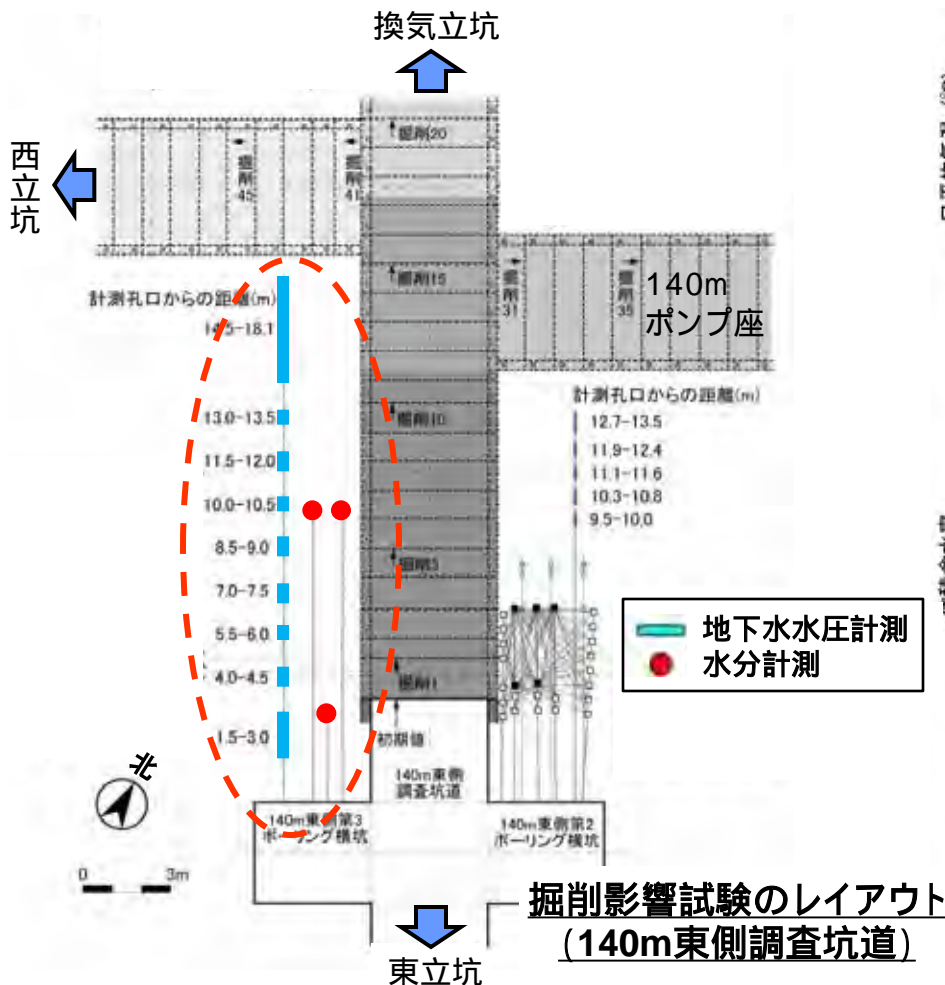 換気立坑
西立坑
掘削20
掘削45
掘削41
掘削15
掘削31
掘削35
140m
ポンプ座
計測孔口からの距離(m)
14.5-18.1
13.0-13.5
11.5-12.0
10.0-10.5
8.5-9.0
7.0-7.5
5.5-6.0
4.0-4.5
1.5-3.0
掘削10
掘削5
掘削1
初期値
計測孔口からの距離(m)
12.7-13.5
11.9-12.4
11.1-11.6
10.3-10.8
9.5-10.0
地下水水圧計測
水分計測
北
0 3m
140m東側
調査坑道
140m東側第3
ボーリング横坑
140m東側第2
ボーリング横坑
掘削影響試験のレイアウト
(140m東側調査坑道)
東立坑